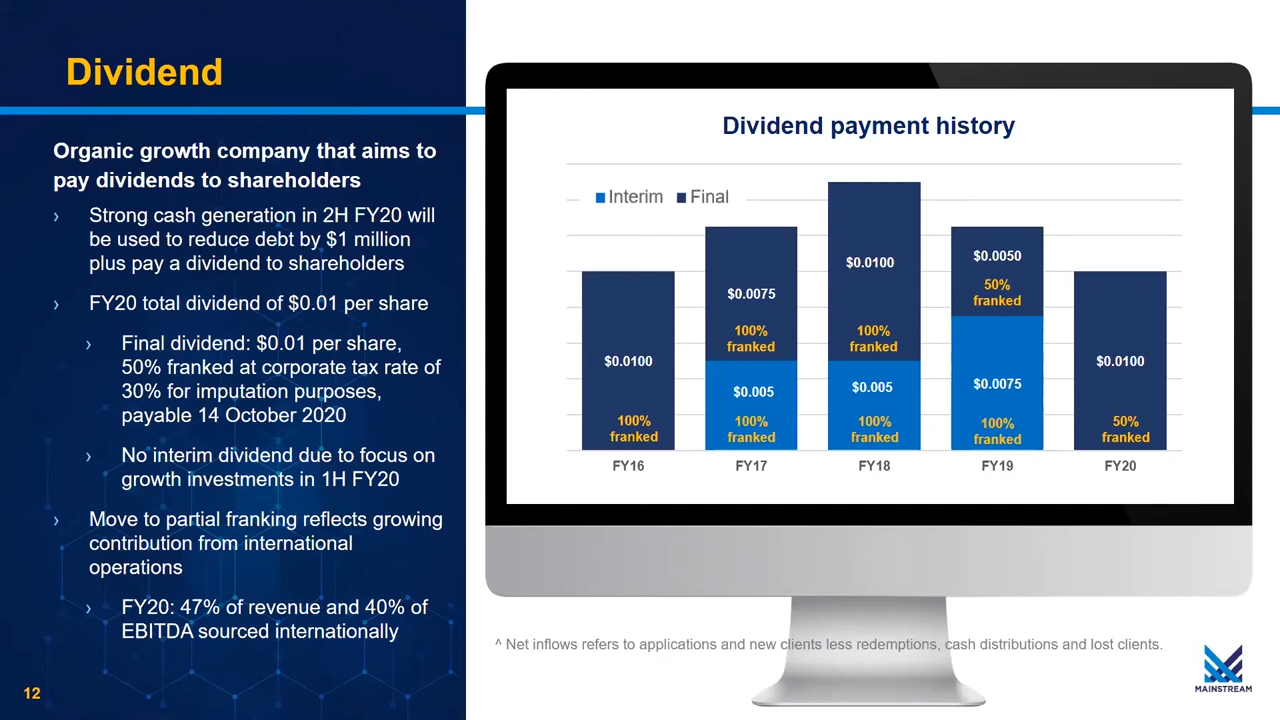 Dividend
Organic growth company that aims to
pay dividends to shareholders
› Strong cash generation in 2H FY20 will
be used to reduce debt by $1 million
plus pay a dividend to shareholders
› FY20 total dividend of $0.01 per share
› Final dividend: $0.01 per share,
50% franked at corporate tax rate of
30% for imputation purposes,
payable 14 October 2020
› No interim dividend due to focus on
growth investments in 1H FY20
› Move to partial franking reflects growing
contribution from international
operations
› FY20: 47% of revenue and 40% of
EBITDA sourced internationally
12
Dividend payment history
Interim Final
$0.0100
100%
franked
FY16
$0.0075
100%
franked
$0.005
100%
franked
FY17
$0.0100
100%
franked
$0.005
100%
franked
FY18
$0.0050
50%
franked
$0.0075
100%
franked
FY19
$0.0100
50%
franked
FY20
^ Net inflows refers to applications and new clients less redemptions, cash distributions and lost clients.
MAINSTREAM